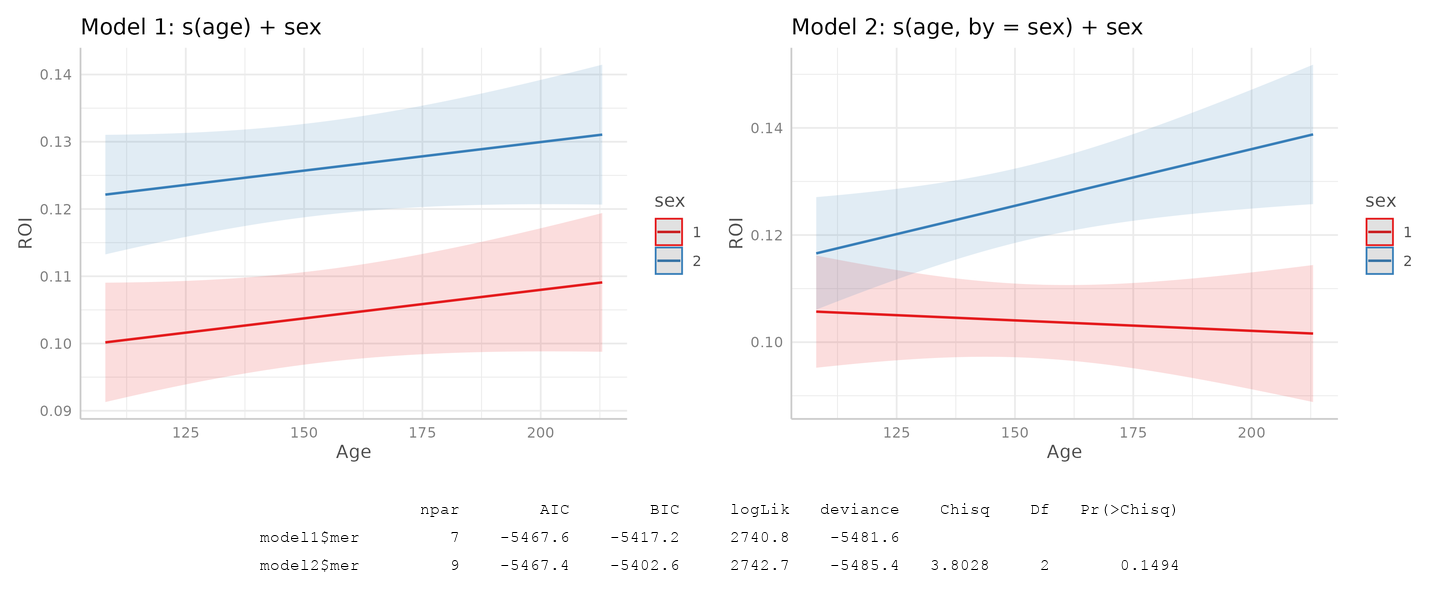 Model 1: s(age) + sex
0.14
0.13
0.12
0.11
0.10
0.09
ROI
125 150 175 200
Age
sex
1
2
Model 2: s(age, by = sex) + sex
0.14
0.12
0.10
ROI
125 150 175 200
Age
sex
1
2
npar AIC BIC logLik deviance Chisq Df Pr(>Chisq)
model1$mer 7 -5467.6 -5417.2 2740.8 -5481.6
model2$mer 9 -5467.4 -5402.6 2742.7 -5485.4 3.8028 2 0.1494